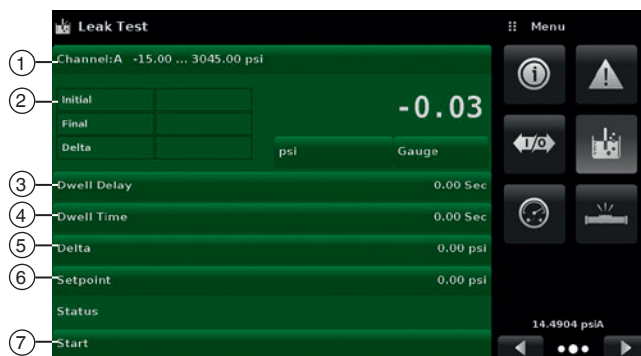 Leak Test
Menu
1 Channel:A -15.00 ... 3045.00 psi
2 Initial
-0.03
Final
Delta
psi
Gauge
I/O
3 Dwell Delay 0.00 Sec
4 Dwell Time 0.00 Sec
5 Delta 0.00 psi
6 Setpoint 0.00 psi
Status
14.4904 psiA
7 Start